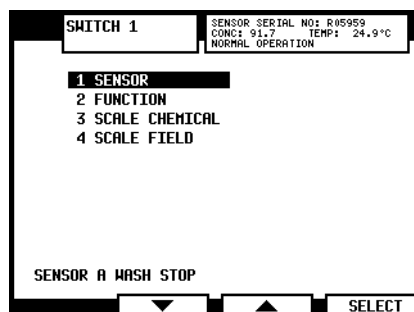 SWITCH 1
SENSOR SERIAL NO: R05959
CONC: 91.7 TEMP: 24.9°C
NORMAL OPERATION
1 SENSOR
2 FUNCTION
3 SCALE CHEMICAL
4 SCALE FIELD
SENSOR A WASH STOP
SELECT